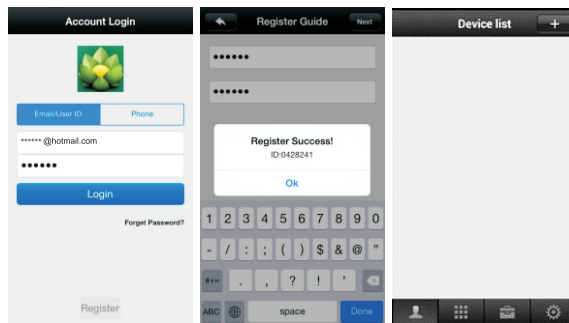 Account Login
Email/User ID
Phone
******.@hotmail.com
••••••
Login
Forget Password?
Register
Register Guide
Next
••••••
••••••
Register Success!
ID:0428241
Ok
1 2 3 4 5 6 7 8 9 0
- / : ; ( ) $ & @ "
#+= . , ? ! '
ABC space Done
Device list
+